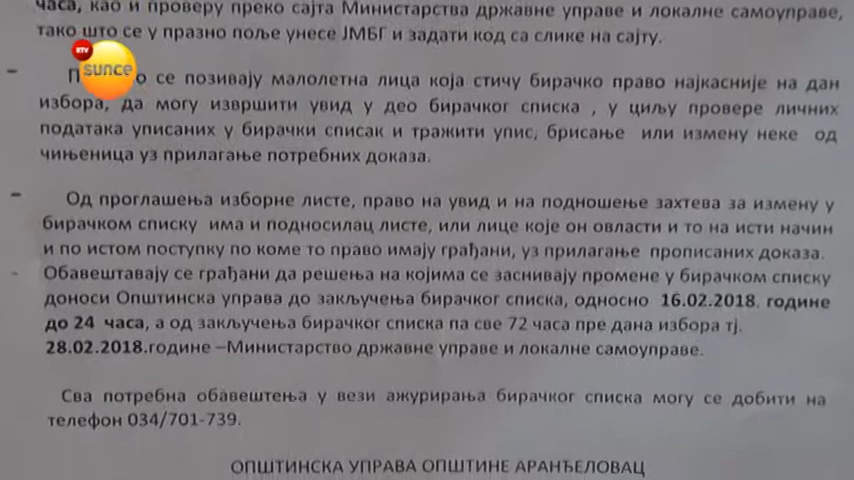 часа, као и проверу преко сајта Министарства државне управе и локалне самоуправе,
тако што се у празно поље унесе ЈМБГ и задати код са слике на сајту.
RTV
sunce
- се позивају малолетна лица која стичу бирачко право најкасније на дан
избора, да могу извршити увид у део бирачког списка , у циљу провере личних
података уписаних у бирачки списак и тражити упис, брисање или измену неке од
чињеница уз прилагање потребних доказа.
- Од проглашења изборне листе, право на увид и на подношење захтева за измену у
бирачком списку има и подносилац листе, или лице које он овласти и то на исти начин
и по истом поступку по коме то право имају грађани, уз прилагање прописаних доказа.
- Обавештавају се грађани да решења на којима се заснивају промене у бирачком списку
доноси Општинска управа до закључења бирачког списка, односно 16.02.2018. године
до 24 часа, а од закључења бирачког списка па све 72 часа пре дана избора тј.
28.02.2018.године –Министарство државне управе и локалне самоуправе.
Сва потребна обавештења у вези ажурирања бирачког списка могу се добити на
телефон 034/701-739.
ОПШТИНСКА УПРАВА ОПШТИНЕ АРАНЂЕЛОВАЦ